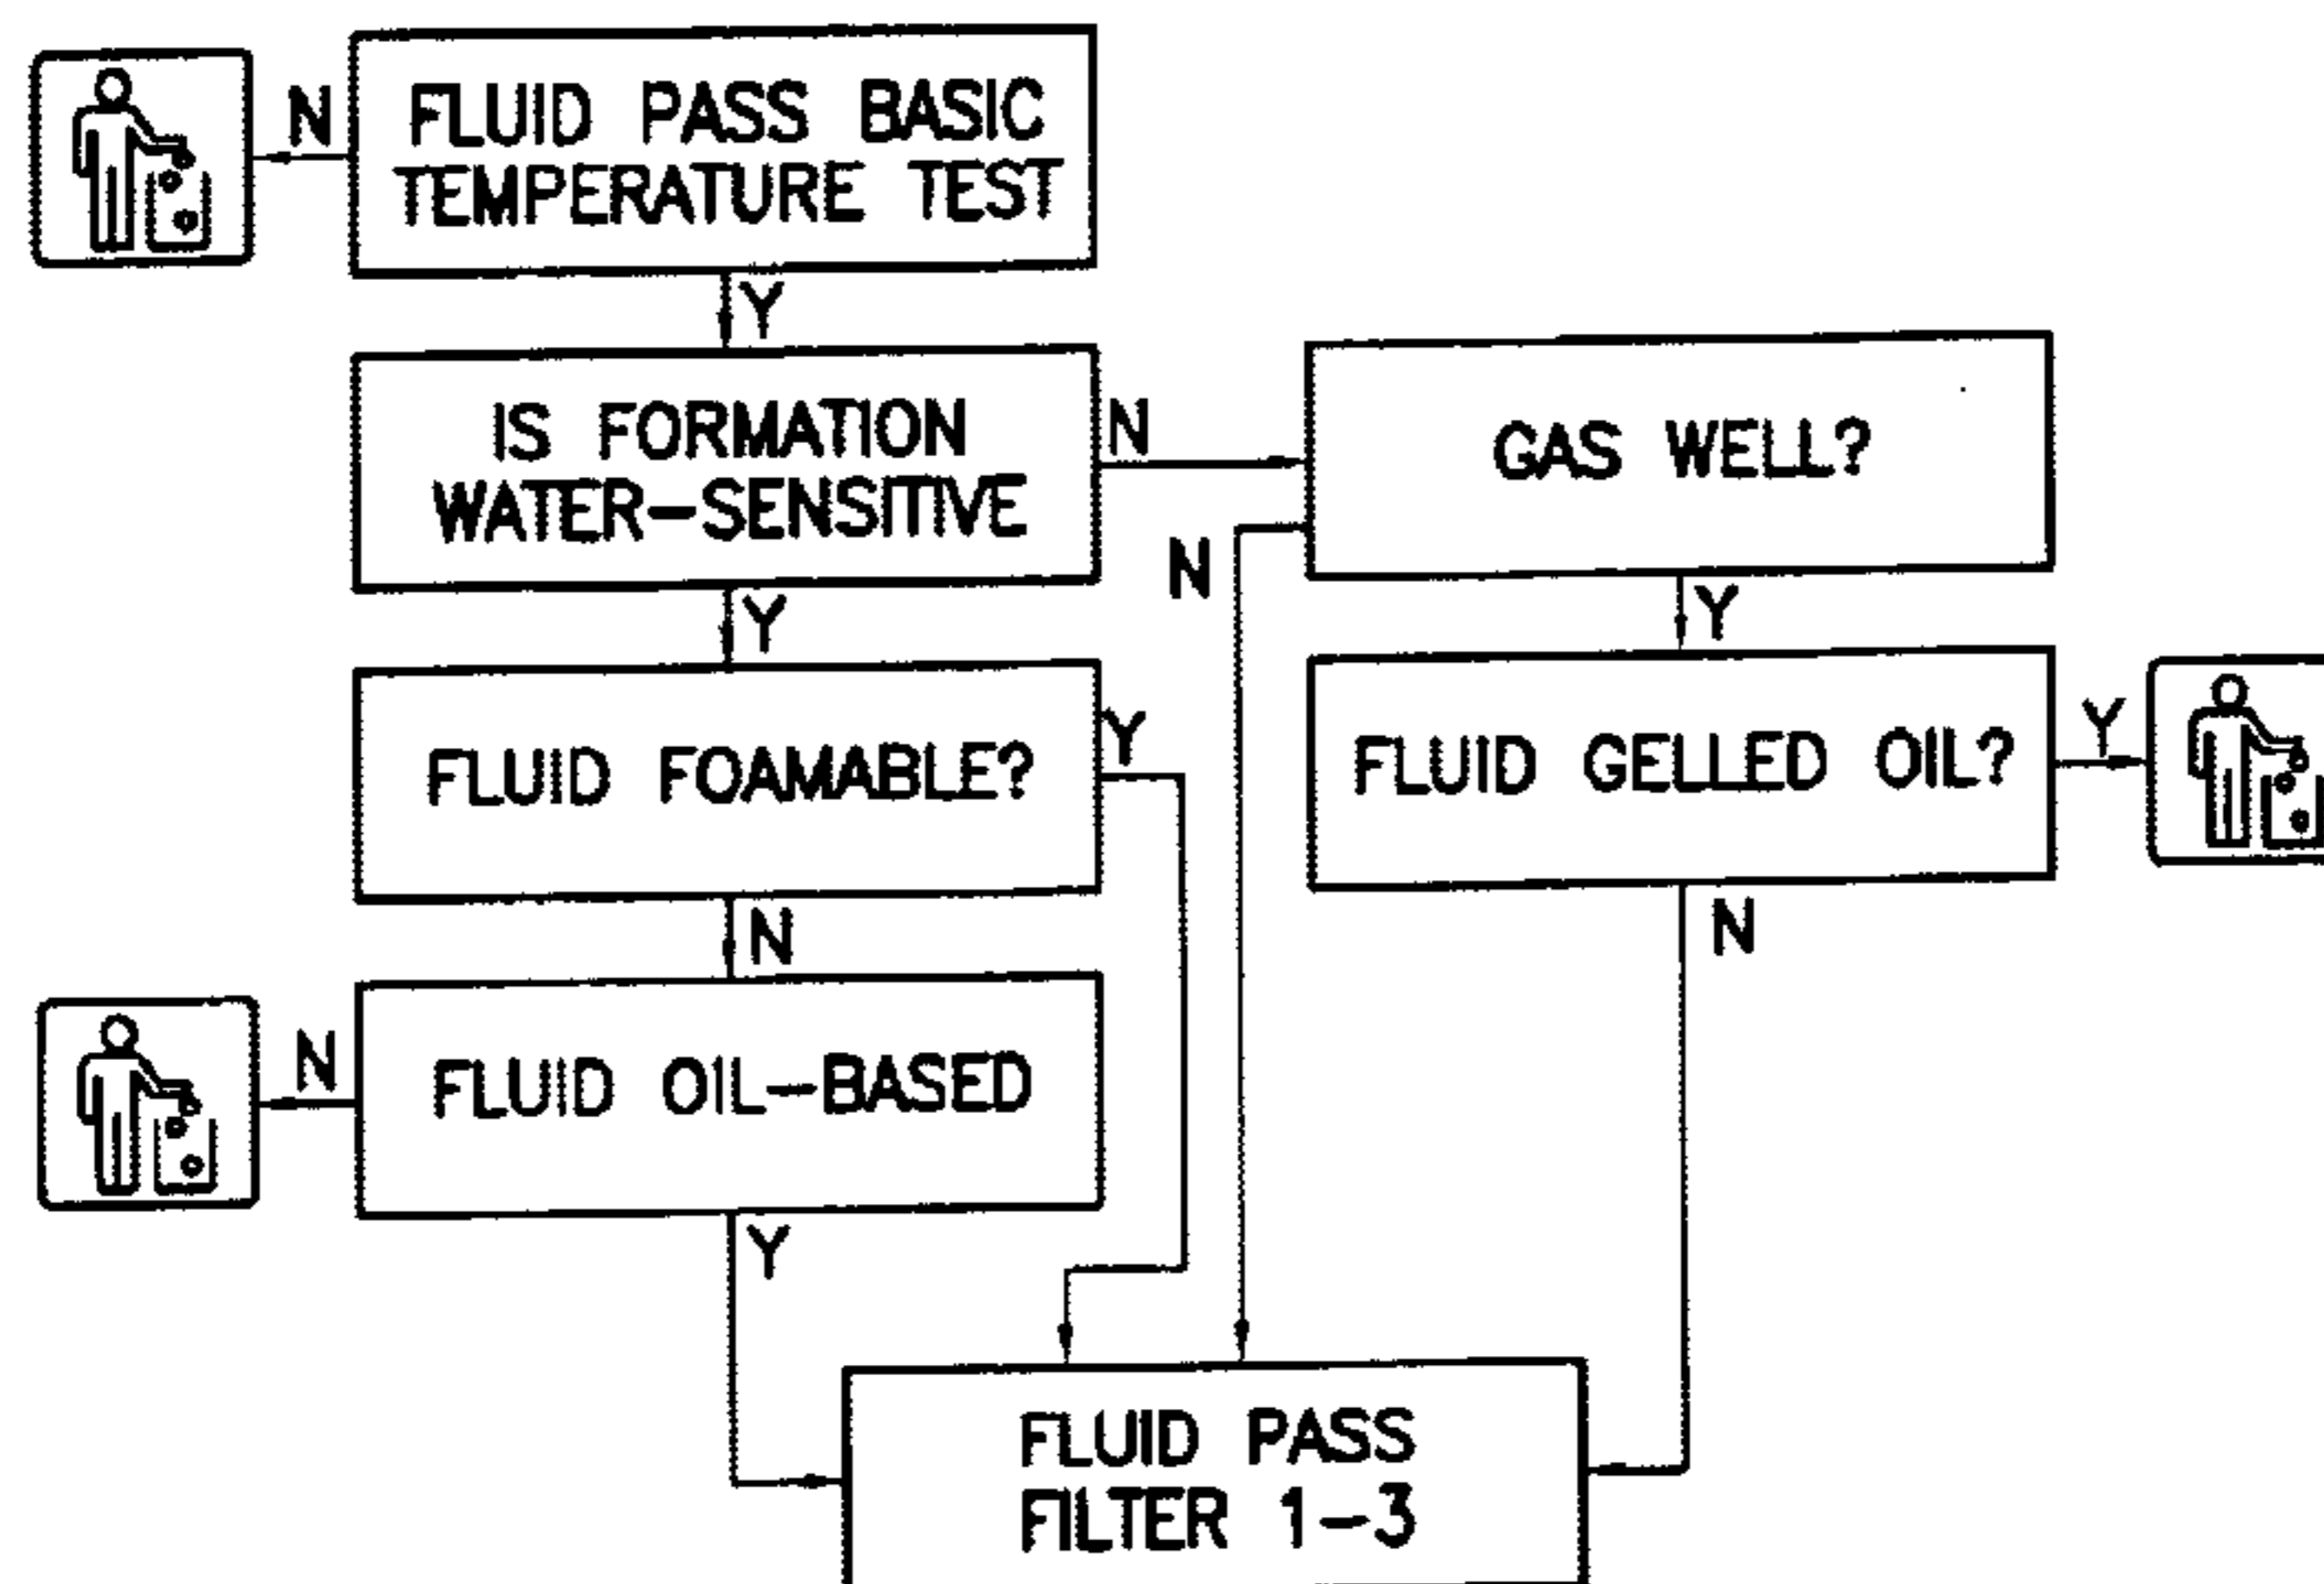 N
FLUID PASS BASIC
TEMPERATURE TEST
Y
IS FORMATION
WATER-SENSITIVE
N
GAS WELL?
N
Y
Y
FLUID FOAMABLE?
Y
FLUID GELLED OIL?
Y
N
N
N
FLUID OIL-BASED
Y
FLUID PASS
FILTER 1-3